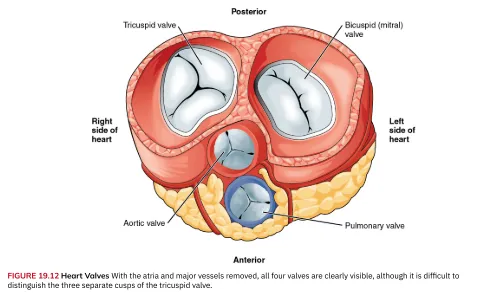 Posterior
Tricuspid valve
Bicuspid (mitral)
valve
Right
side of
heart
Left
side of
heart
Aortic valve
Pulmonary valve
Anterior
FIGURE 19.12 Heart Valves With the atria and major vessels removed, all four valves are clearly visible, although it is difficult to
distinguish the three separate cusps of the tricuspid valve.